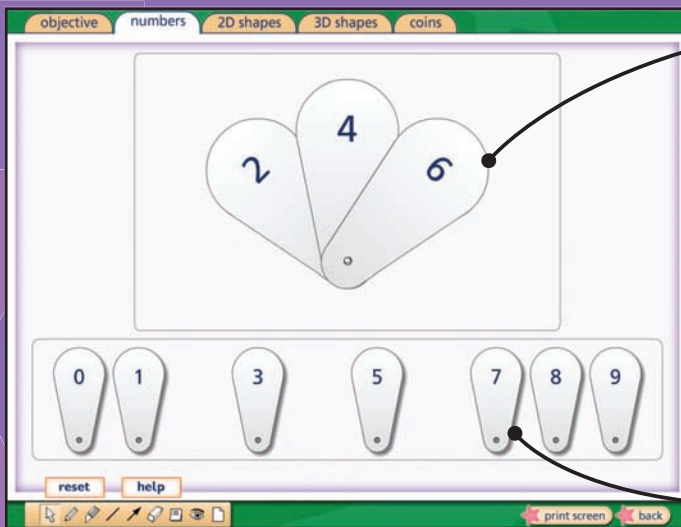 objective numbers 2D shapes 3D shapes coins
2 4 6
0 1 3 5 7 8 9
reset help
print screen back